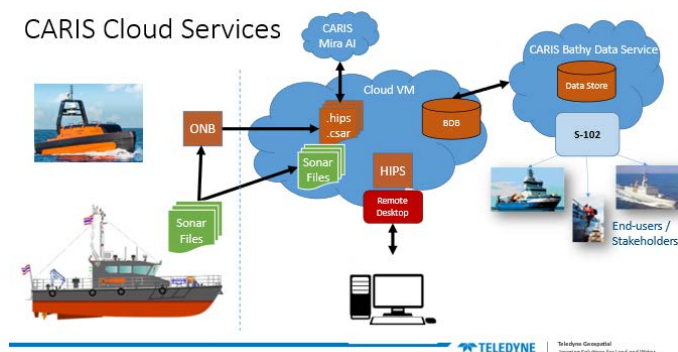 CARIS Cloud Services
CARIS
Mira AI
Cloud VM
CARIS Bathy Data Service
Data Store
.hips
.csar
ONB
BDB
S-102
Sonar
Files
HIPS
Remote
Desktop
Sonar
Files
End-users /
Stakeholders
TELEDYNE
Teledyne Geospatial